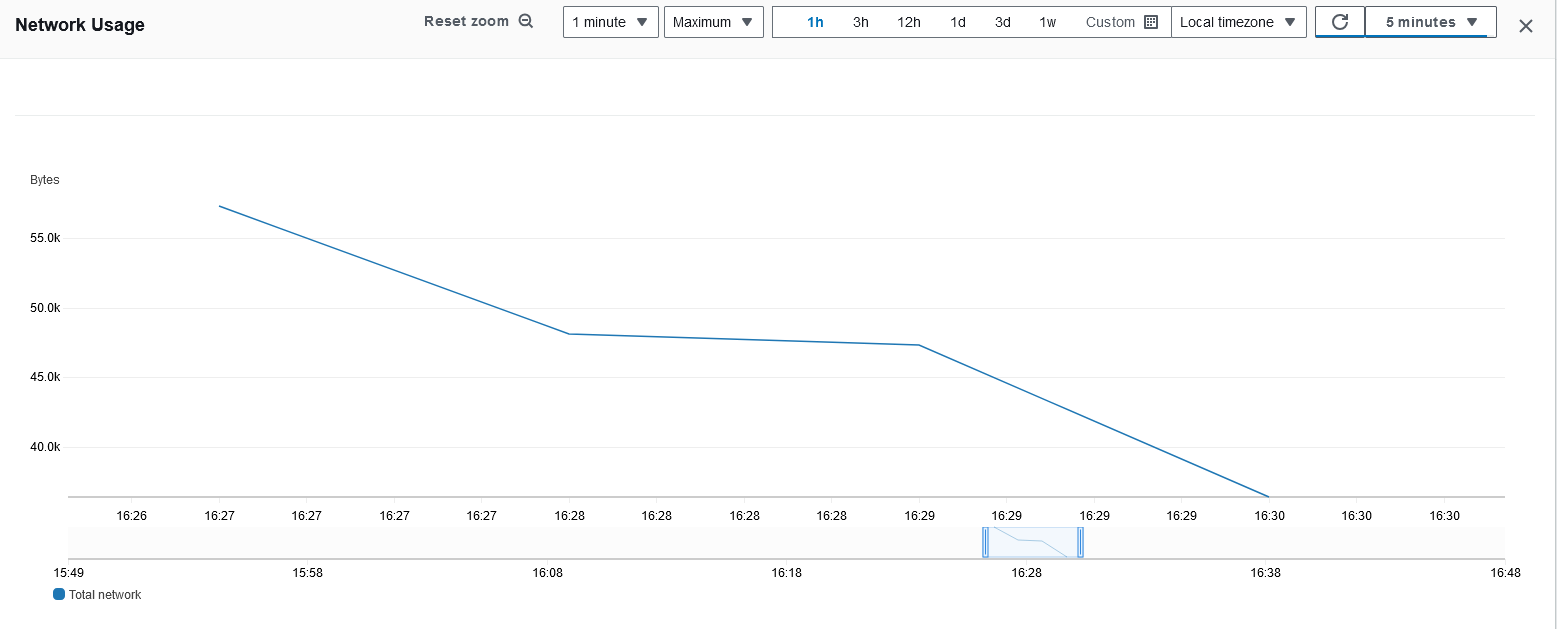 Network Usage
Reset zoom
1 minute
Maximum
1h 3h 12h 1d 3d 1w Custom
Local timezone
5 minutes
Bytes
55.0k
50.0k
45.0k
40.0k
16:26 16:27 16:27 16:27 16:27 16:28 16:28 16:28 16:28 16:29 16:29 16:29 16:29 16:30 16:30 16:30
15:49 15:58 16:08 16:18 16:28 16:38 16:48
Total network